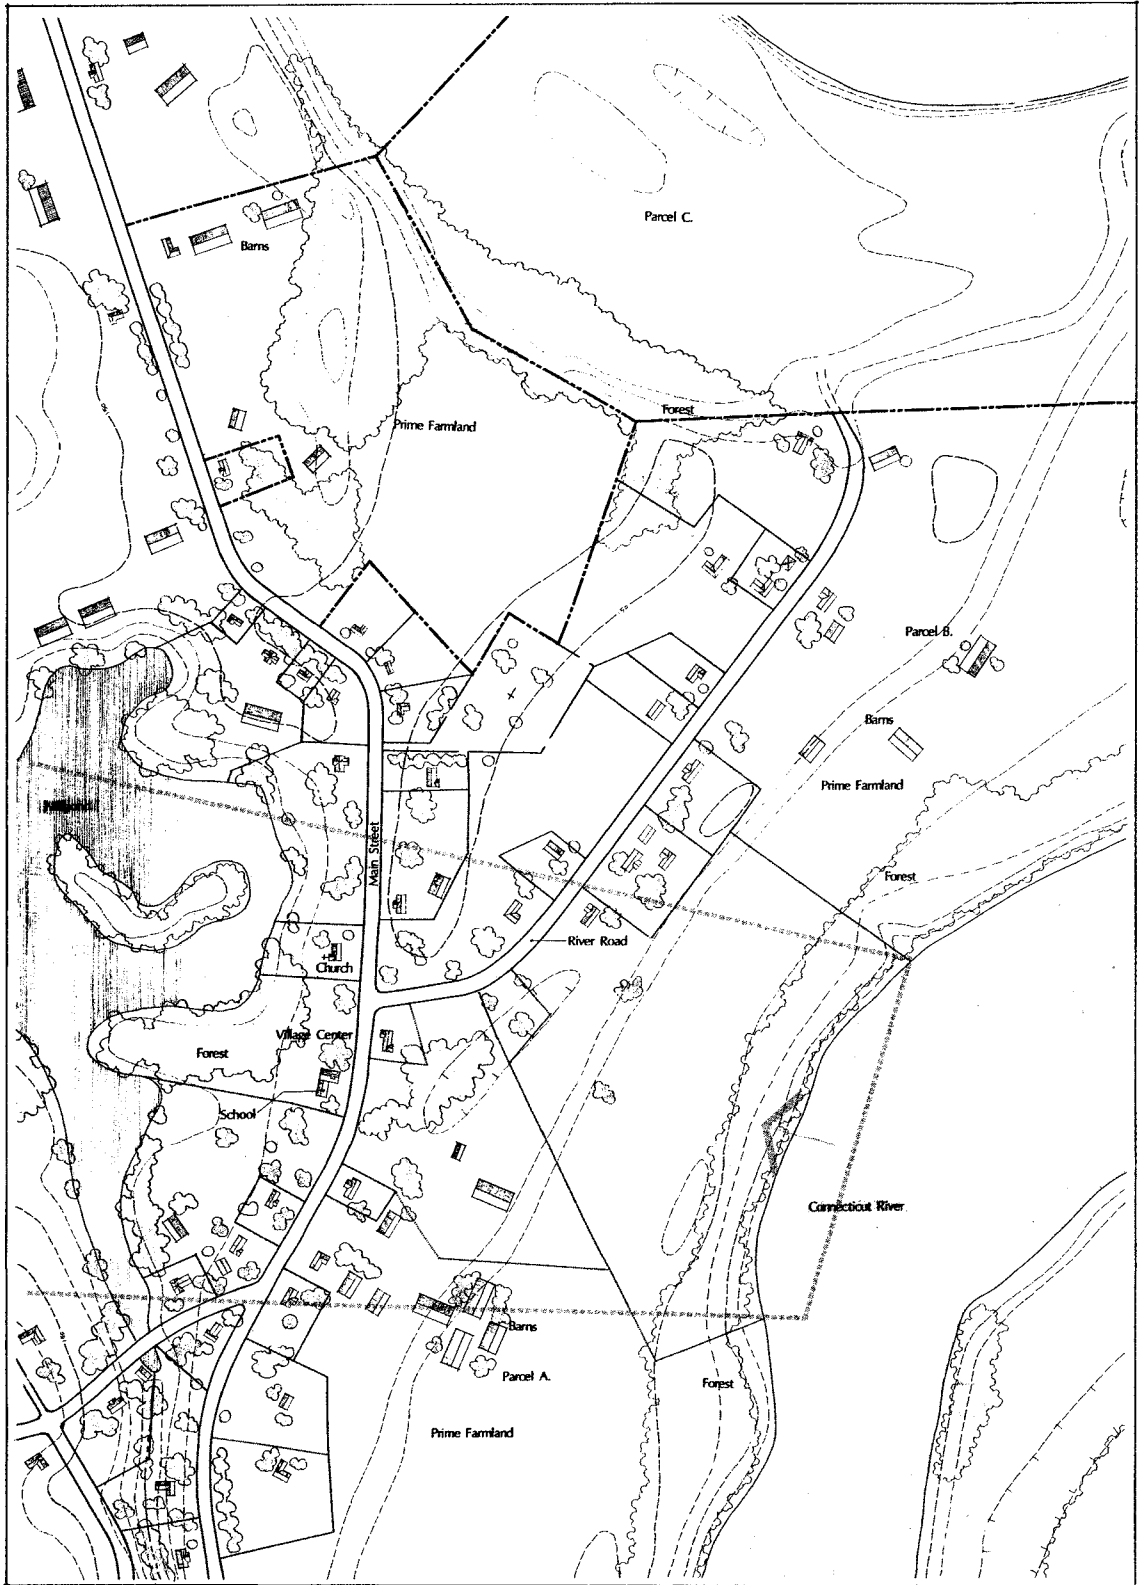 Parcel C.
Barns
Forest
Prime Farmland
Parcel B.
Barns
Prime Farmland
Main Street
Forest
River Road
Church
Village Center
Forest
School
Connecticut River
Barns
Parcel A.
Forest
Prime Farmland